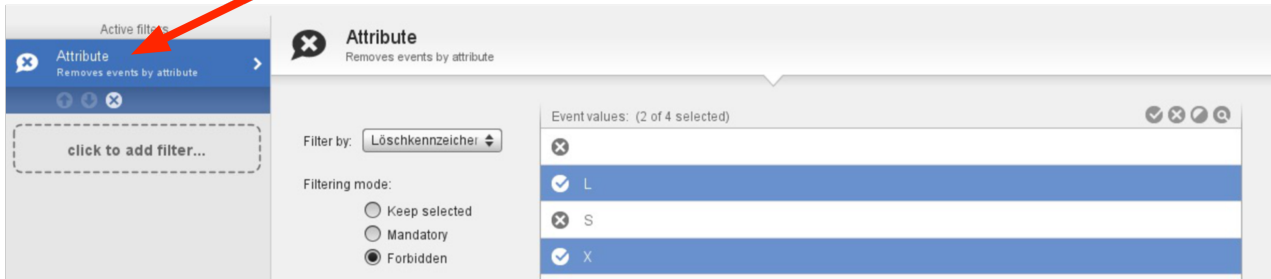 Active filters
Attribute
Removes events by attribute
click to add filter...
Attribute
Removes events by attribute
Filter by:
Löschkennzeicher
Filtering mode:
Keep selected
Mandatory
Forbidden
Event values: (2 of 4 selected)
L
S
X